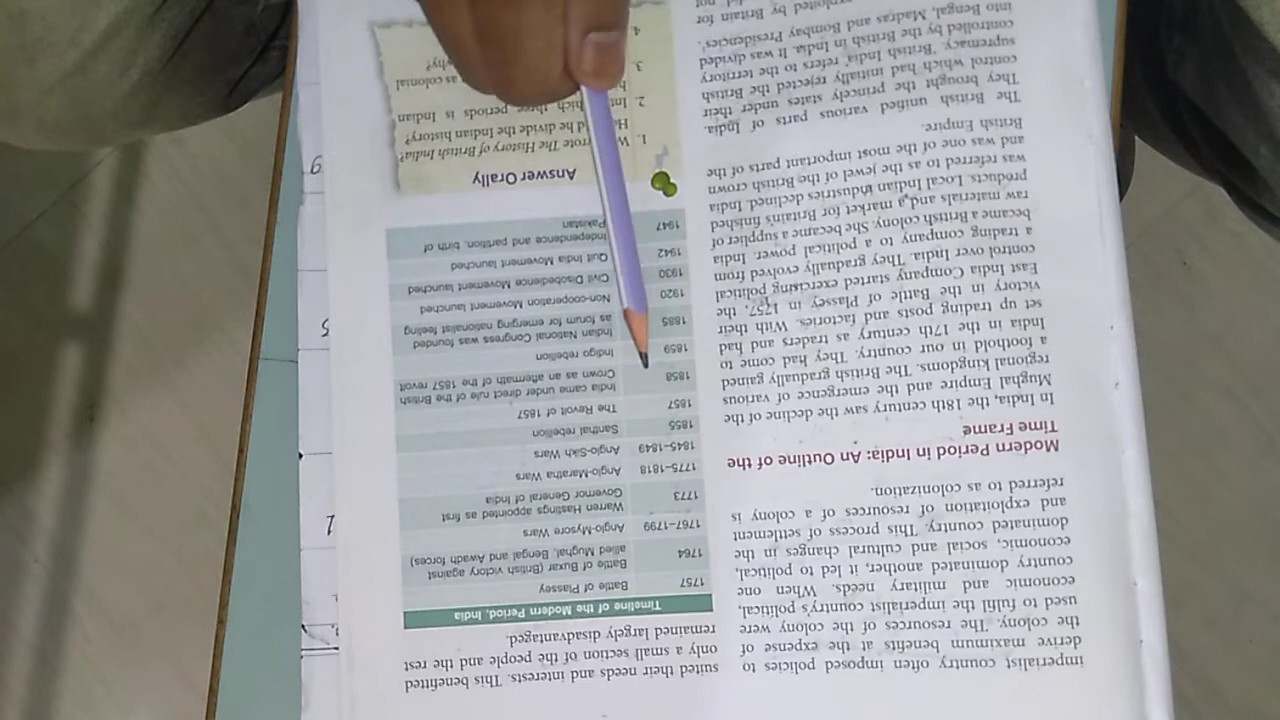 imperialist country often imposed policies to
derive maximum benefits at the expense of
the colony. The resources of the colony were
used to fulfil the imperialist country's political,
economic and military needs. When one
country dominated another, it led to political,
economic, social and cultural changes in the
dominated country. This process of settlement
and exploitation of resources of a colony is
referred to as colonization.
Modern Period in India: An Outline of the
Time Frame
In India, the 18th century saw the decline of the
Mughal Empire and the emergence of various
regional kingdoms. The British gradually gained
a foothold in our country. They had come to
India in the 17th century as traders and had
set up trading posts and factories. With their
victory in the Battle of Plassey in 1757, the
East India Company started exercising political
control over India. They gradually evolved from
a trading company to a political power. India
became a British colony. She became a supplier of
raw materials and a market for Britain's finished
products. Local Indian industries declined. India
was referred to as the jewel of the British crown
and was one of the most important parts of the
British Empire.
The British unified various parts of India.
They brought the princely states under their
control which had initially rejected the British
supremacy. 'British India' refers to the territory
controlled by the British in India. It was divided
into Bengal, Madras and Bombay Presidencies'.
exploited by Britain for
not
suited their needs and interests. This benefitted
only a small section of the people and the rest
remained largely disadvantaged.
Timeline of the Modern Period, India
1757 Battle of Plassey
1764 Battle of Buxar (British victory against
allied Mughal, Bengal and Awadh forces)
1767–1799 Anglo-Mysore Wars
1773 Warren Hastings appointed as first
Governor General of India
1775–1818 Anglo-Maratha Wars
1845–1849 Anglo-Sikh Wars
1855 Santhal rebellion
1857 The Revolt of 1857
1858 India came under direct rule of the British
Crown as an aftermath of the 1857 revolt
1859 Indigo rebellion
1885 Indian National Congress was founded
as forum for emerging nationalist feeling
1920 Non-cooperation Movement launched
1930 Civil Disobedience Movement launched
1942 Quit India Movement launched
1947 Independence and partition, birth of
Pakistan
Answer Orally
1. wrote The History of British India?
he divide the Indian history?
2. which three periods is Indian
3. as colonial
why?
4.